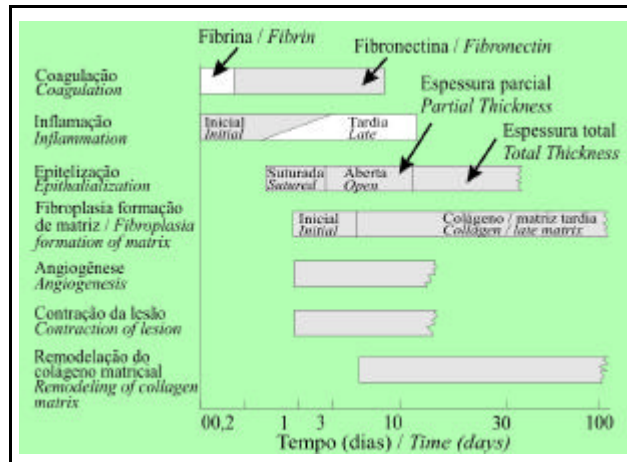 Fibrina / Fibrin
Fibronectina / Fibronectin
Coagulação
Coagulation
Espessura parcial
Partial Thickness
Inflamação
Inflammation
Inicial
Initial
Tardia
Late
Espessura total
Total Thickness
Epitelização
Epithalialization
Suturada
Sutured
Aberta
Open
Fibroplasia formação
de matriz / Fibroplasia
formation of matrix
Inicial
Initial
Colágeno / matriz tardia
Collagen / late matrix
Angiogênese
Angiogenesis
Contração da lesão
Contraction of lesion
Remodelação do
colágeno matricial
Remodeling of collagen
matrix
00,2 1 3 10 30 100
Tempo (dias) / Time (days)